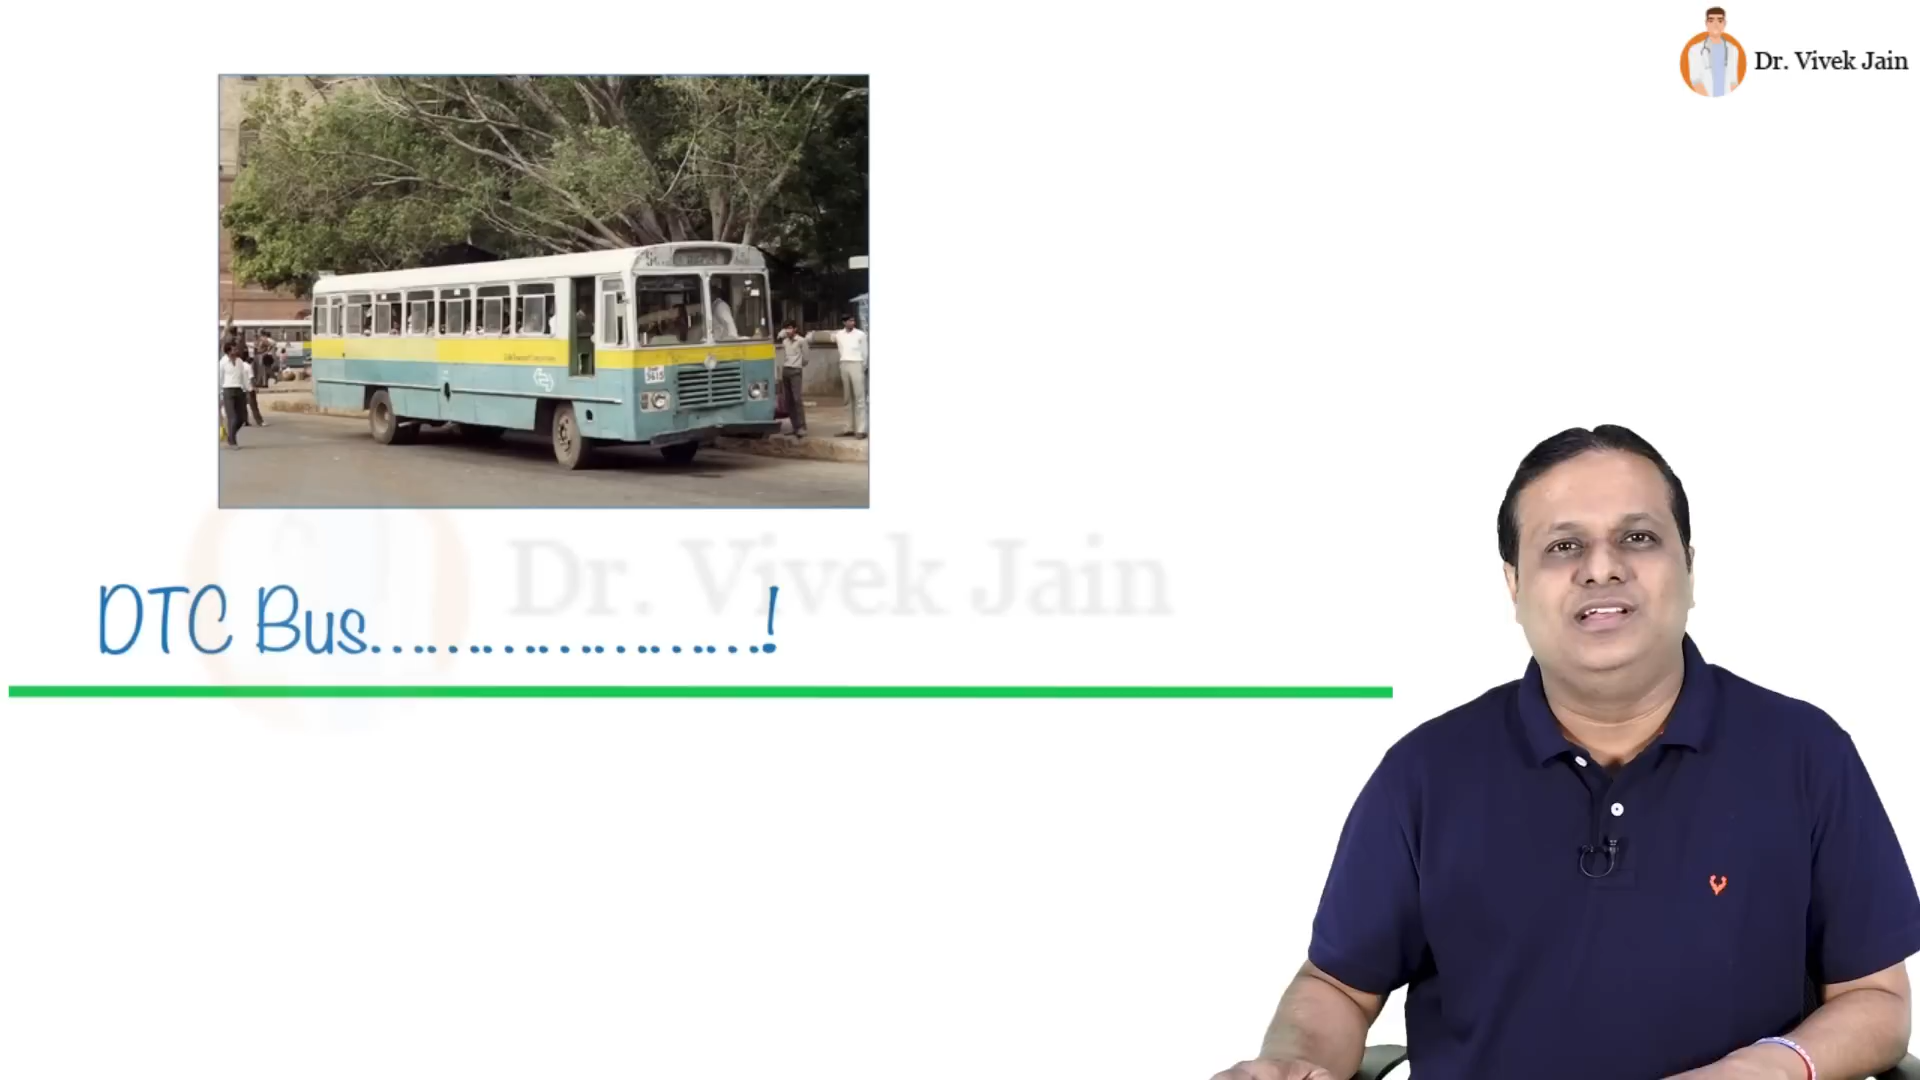 Dr. Vivek Jain
Dr. Vivek Jain
DTC Bus.....................!